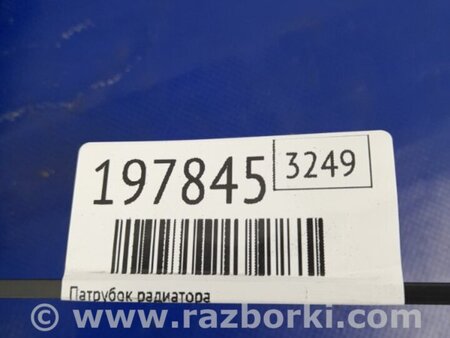 197845
3249
Патрубок радиатора
© www.razborki.com